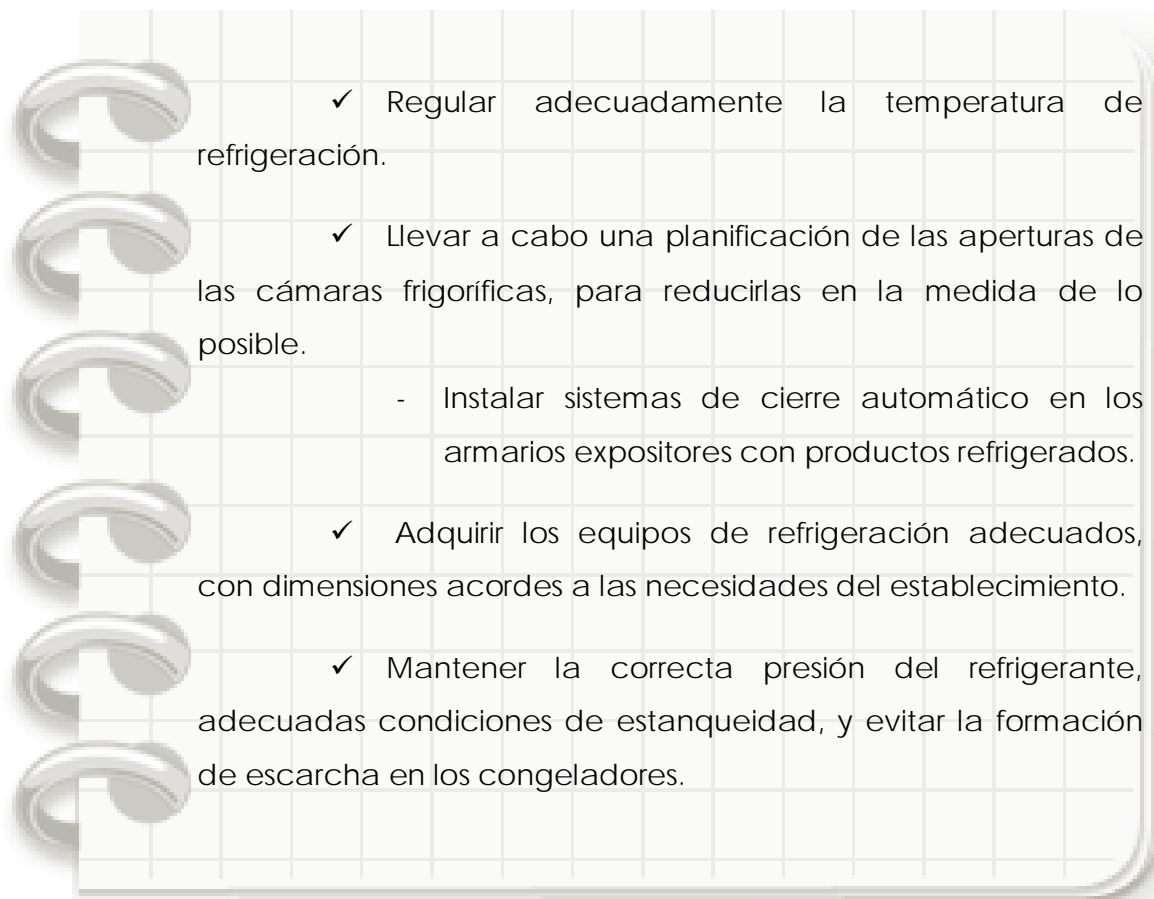 ✓ Regular adecuadamente la temperatura de
refrigeración.
✓ Llevar a cabo una planificación de las aperturas de
las cámaras frigoríficas, para reducirlas en la medida de lo
posible.
- Instalar sistemas de cierre automático en los
armarios expositores con productos refrigerados.
✓ Adquirir los equipos de refrigeración adecuados,
con dimensiones acordes a las necesidades del establecimiento.
✓ Mantener la correcta presión del refrigerante,
adecuadas condiciones de estanqueidad, y evitar la formación
de escarcha en los congeladores.